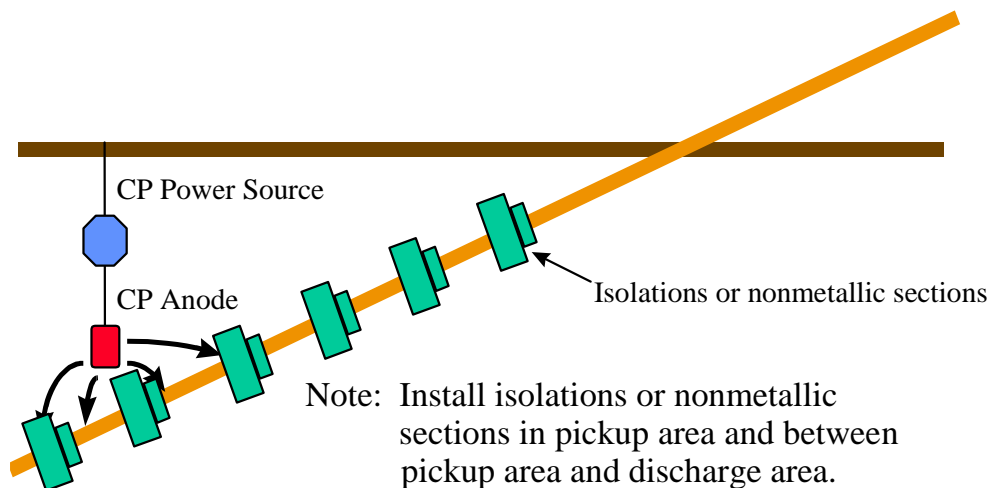 CP Power Source
CP Anode
Isolations or nonmetallic sections
Note: Install isolations or nonmetallic
sections in pickup area and between
pickup area and discharge area.